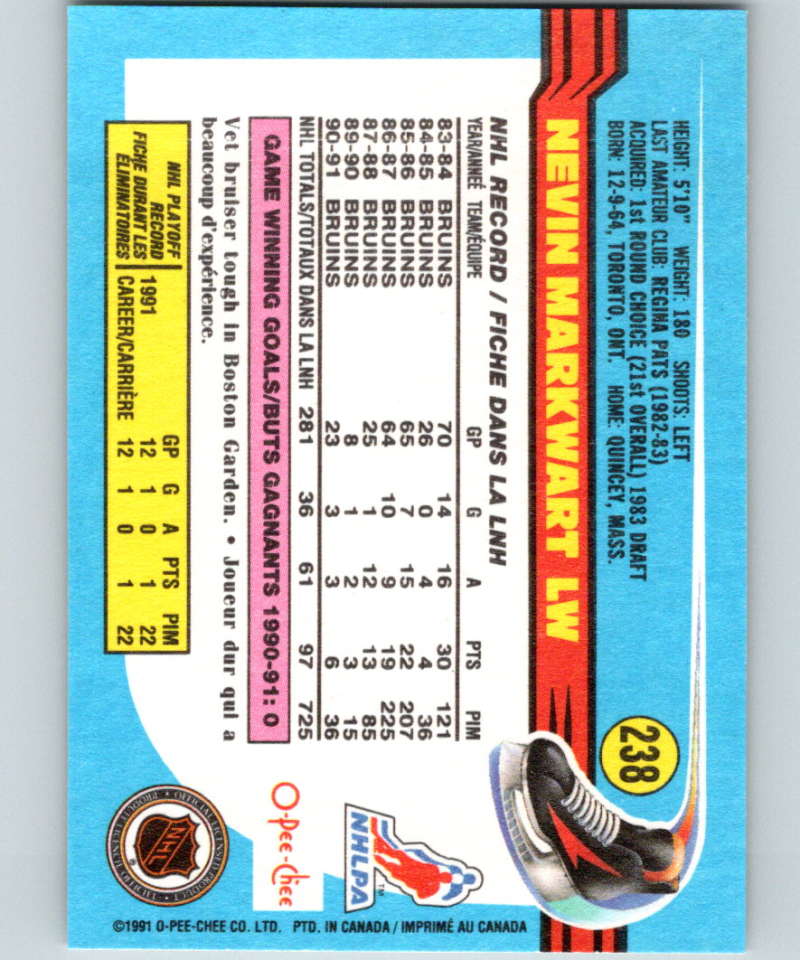 238
HEIGHT: 5'10" WEIGHT: 180 SHOOTS: LEFT
LAST AMATEUR CLUB: REGINA PATS (1982-83)
ACQUIRED: 1st ROUND CHOICE (21st OVERALL) 1983 DRAFT
BORN: 12-9-64, TORONTO, ONT. HOME: QUINCEY, MASS.
NEVIN MARKWART LW
NHL RECORD / FICHE DANS LA LNH
YEAR/ANNÉE TEAM/ÉQUIPE GP G A PTS PIM
83-84 BRUINS 70 14 16 30 121
84-85 BRUINS 26 0 4 4 36
85-86 BRUINS 65 7 15 22 207
86-87 BRUINS 64 10 9 19 225
87-88 BRUINS 25 1 12 13 85
89-90 BRUINS 8 1 2 3 15
90-91 BRUINS 23 3 3 6 36
NHL TOTALS/TOTAUX DANS LA LNH 281 36 61 97 725
GAME WINNING GOALS/BUTS GAGNANTS 1990-91: 0
Vet bruiser tough in Boston Garden. • Joueur dur qui a
beaucoup d'expérience.
NHL PLAYOFF
RECORD
FICHE DURANT LES
ÉLIMINATOIRES
GP G A PTS PIM
1991 12 1 0 1 22
CAREER/CARRIÈRE 12 1 0 1 22
NHLPA™
O-Pee-Chee
NHL
®
OFFICIAL LICENSED PRODUCT
©1991 O-PEE-CHEE CO. LTD. PTD. IN CANADA / IMPRIMÉ AU CANADA